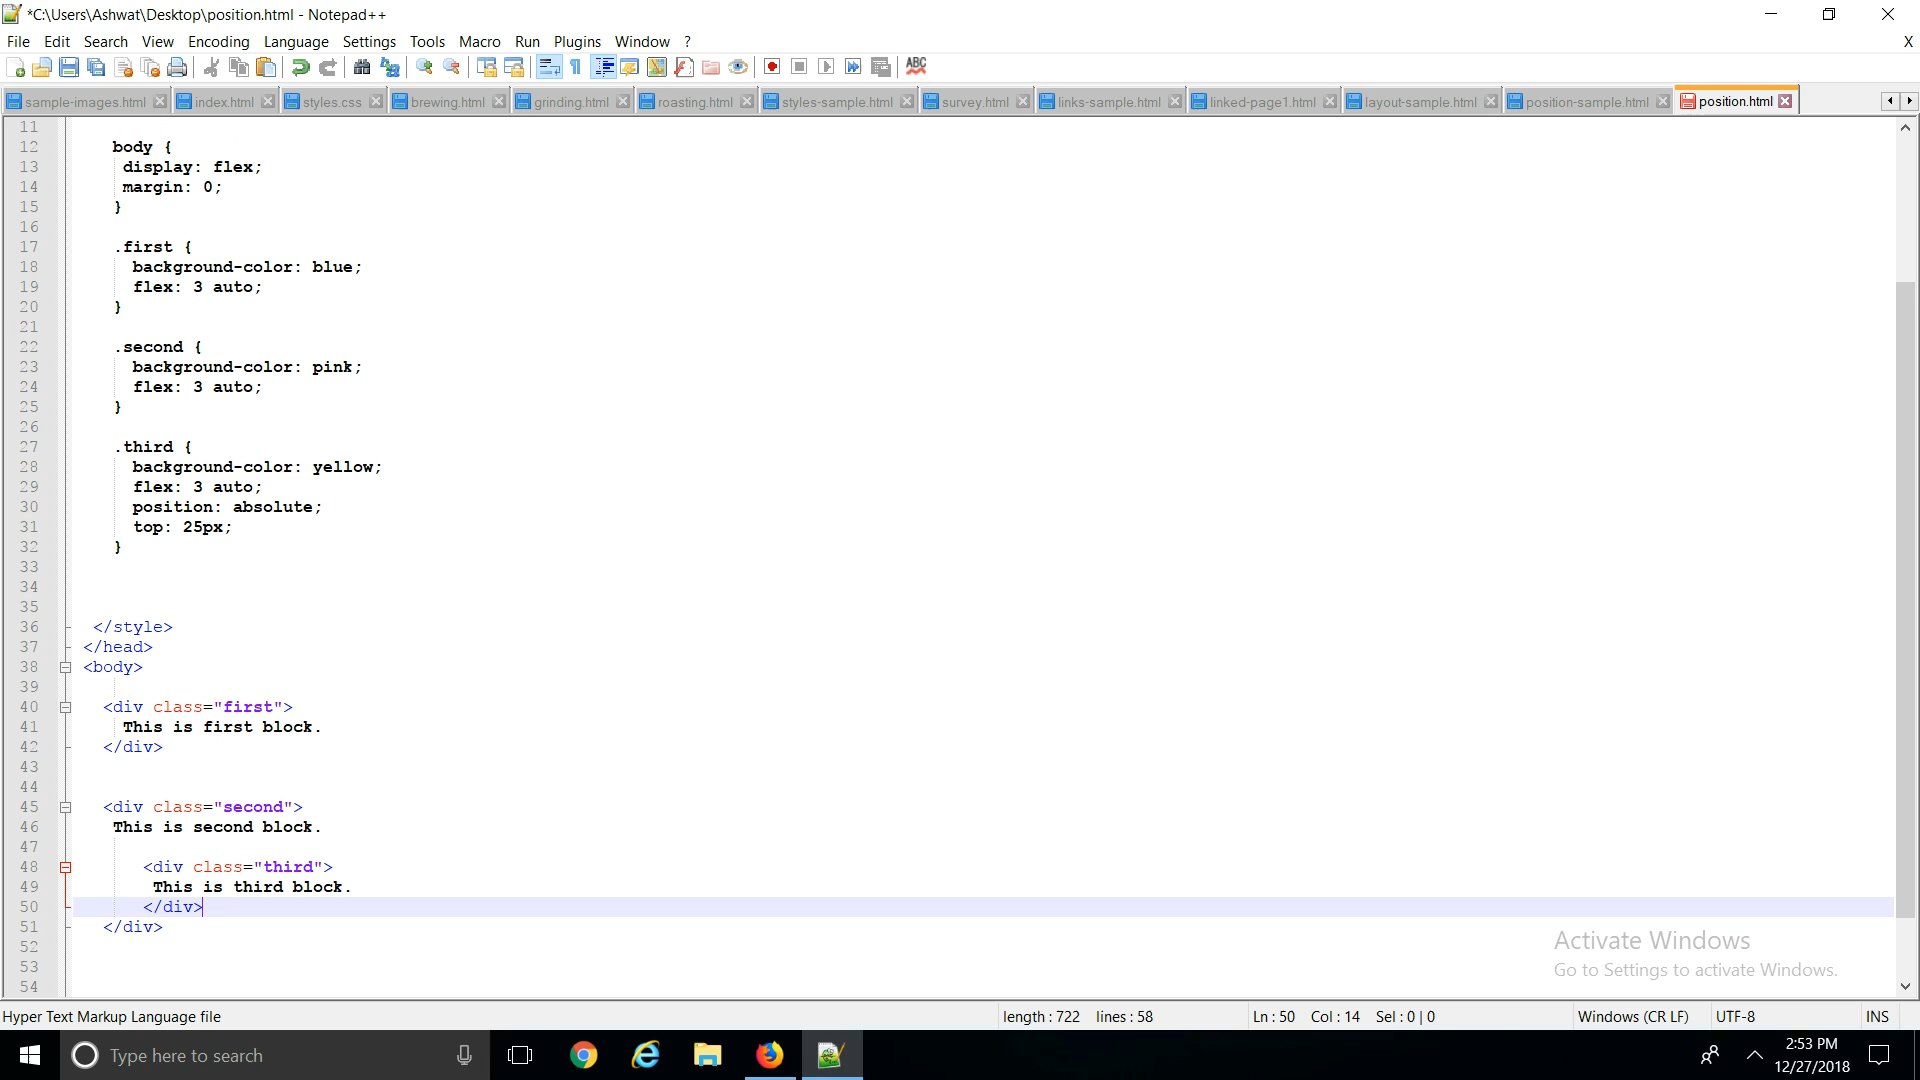 *C:\Users\Ashwat\Desktop\position.html - Notepad++
File Edit Search View Encoding Language Settings Tools Macro Run Plugins Window ? X
ABC
sample-images.html index.html styles.css brewing.html grinding.html roasting.html styles-sample.html survey.html links-sample.html linked-page1.html layout-sample.html position-sample.html position.html
11
12 body {
13 display: flex;
14 margin: 0;
15 }
16
17 .first {
18 background-color: blue;
19 flex: 3 auto;
20 }
21
22 .second {
23 background-color: pink;
24 flex: 3 auto;
25 }
26
27 .third {
28 background-color: yellow;
29 flex: 3 auto;
30 position: absolute;
31 top: 25px;
32 }
33
34
35
36 </style>
37 </head>
38 <body>
39
40 <div class="first">
41 This is first block.
42 </div>
43
44
45 <div class="second">
46 This is second block.
47
48 <div class="third">
49 This is third block.
50 </div>
51 </div>
52
53
54
Activate Windows
Go to Settings to activate Windows.
Hyper Text Markup Language file length : 722 lines : 58 Ln : 50 Col : 14 Sel : 0 | 0 Windows (CR LF) UTF-8 INS
Type here to search
2:53 PM
12/27/2018